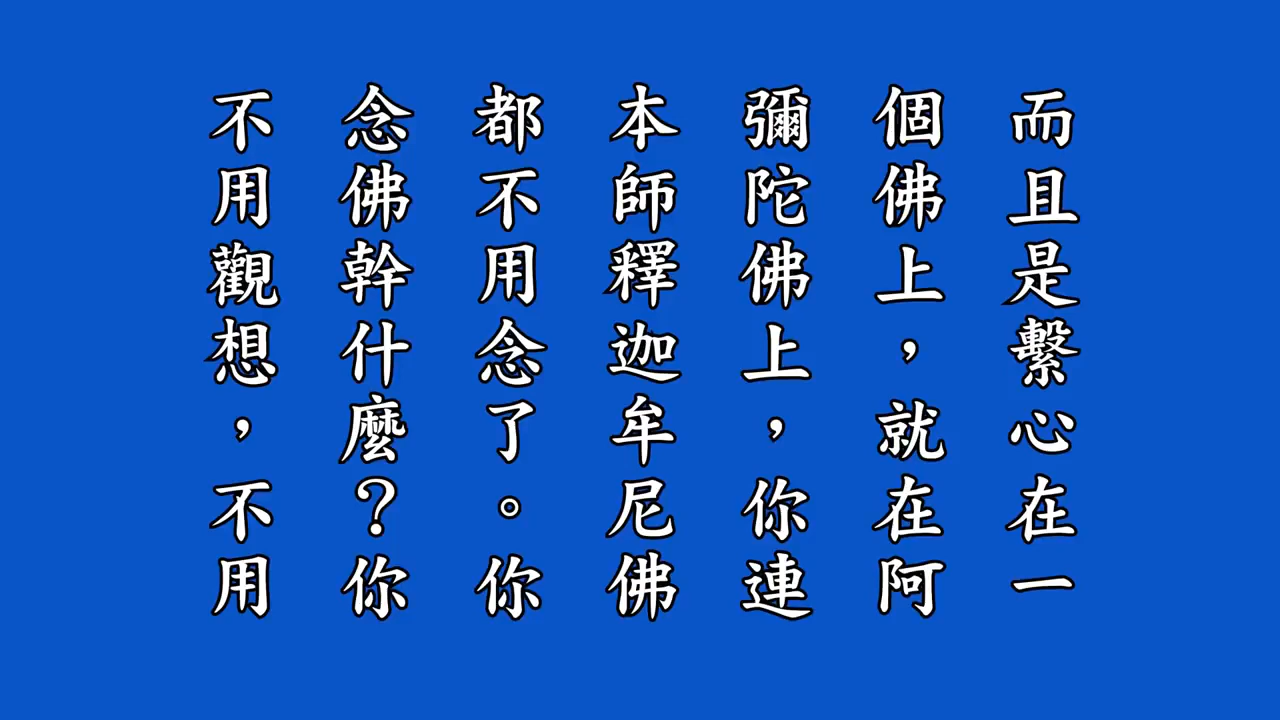 而且是繫心在一
個佛上，就在阿
彌陀佛上，你連
本師釋迦牟尼佛
都不用念了。你
念佛幹什麼？你
不用觀想，不用